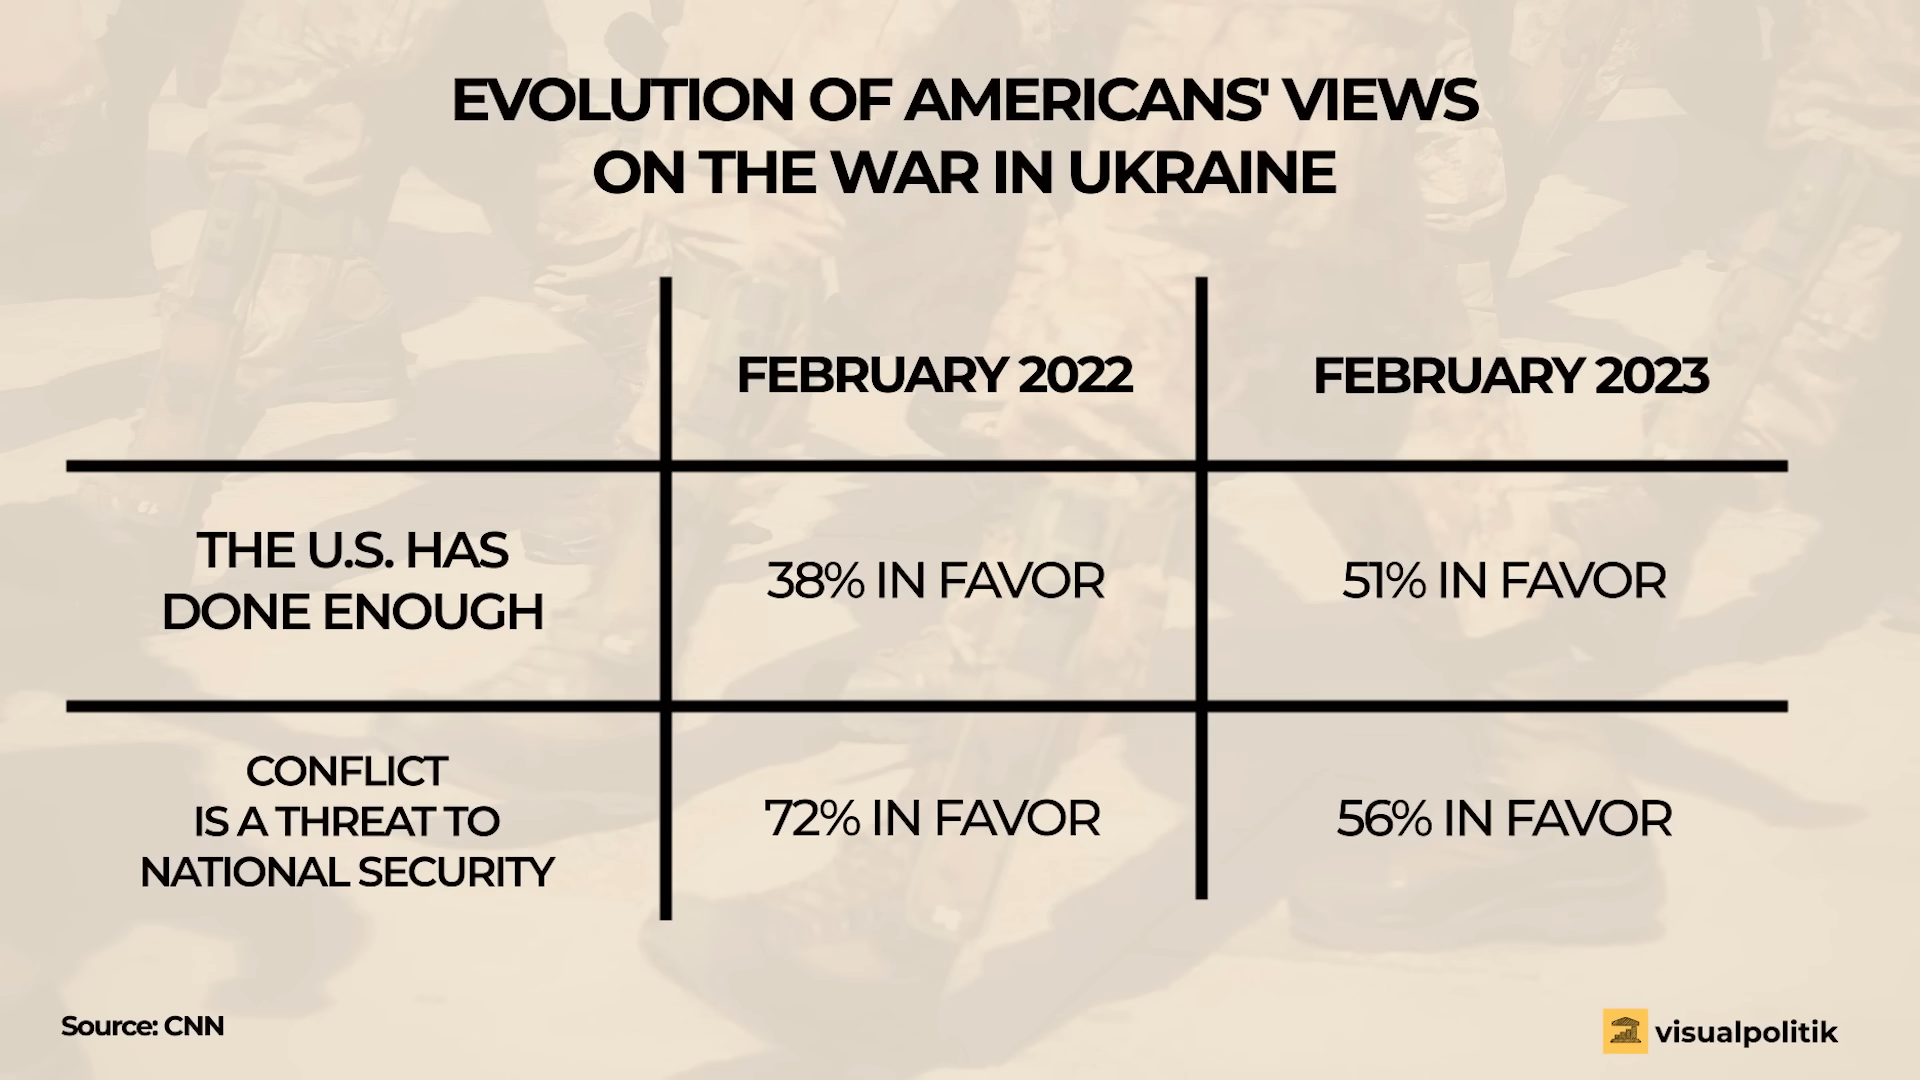 EVOLUTION OF AMERICANS' VIEWS
ON THE WAR IN UKRAINE
FEBRUARY 2022
FEBRUARY 2023
THE U.S. HAS
DONE ENOUGH
38% IN FAVOR
51% IN FAVOR
CONFLICT
IS A THREAT TO
NATIONAL SECURITY
72% IN FAVOR
56% IN FAVOR
Source: CNN
visualpolitik